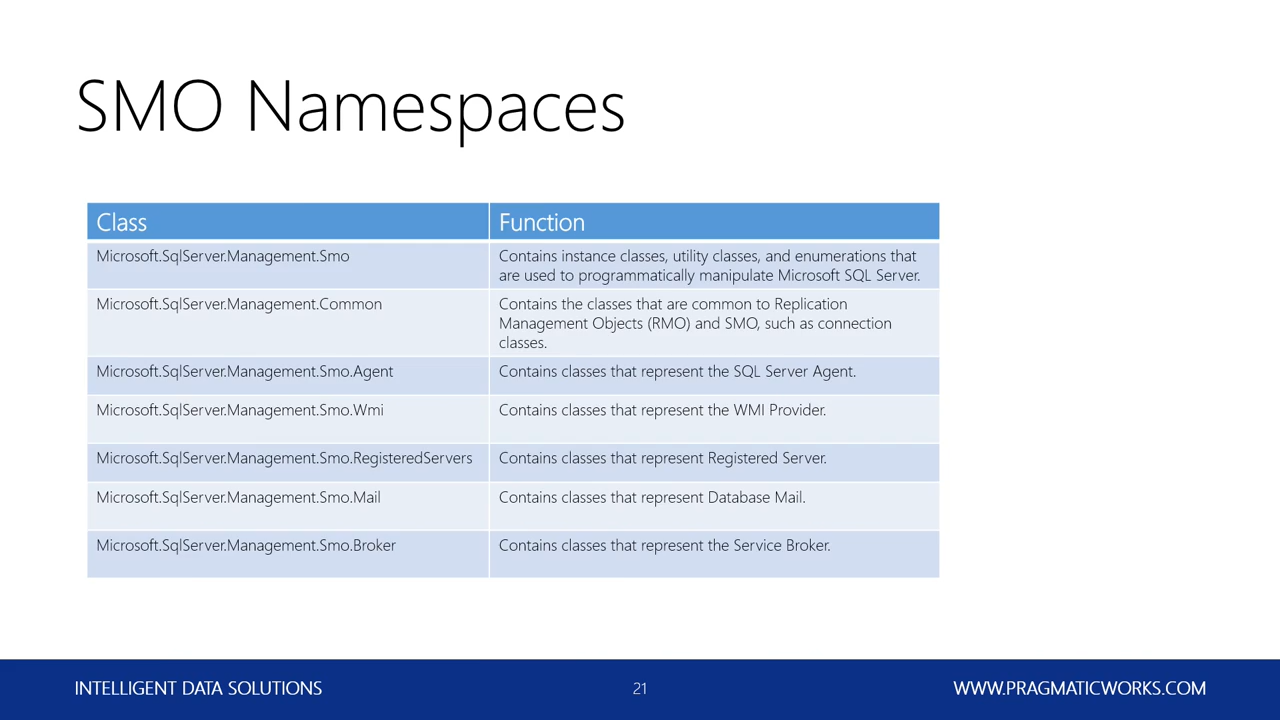 SMO Namespaces
Class
Function
Microsoft.SqlServer.Management.Smo
Contains instance classes, utility classes, and enumerations that
are used to programmatically manipulate Microsoft SQL Server.
Microsoft.SqlServer.Management.Common
Contains the classes that are common to Replication
Management Objects (RMO) and SMO, such as connection
classes.
Microsoft.SqlServer.Management.Smo.Agent
Contains classes that represent the SQL Server Agent.
Microsoft.SqlServer.Management.Smo.Wmi
Contains classes that represent the WMI Provider.
Microsoft.SqlServer.Management.Smo.RegisteredServers
Contains classes that represent Registered Server.
Microsoft.SqlServer.Management.Smo.Mail
Contains classes that represent Database Mail.
Microsoft.SqlServer.Management.Smo.Broker
Contains classes that represent the Service Broker.
INTELLIGENT DATA SOLUTIONS
21
WWW.PRAGMATICWORKS.COM